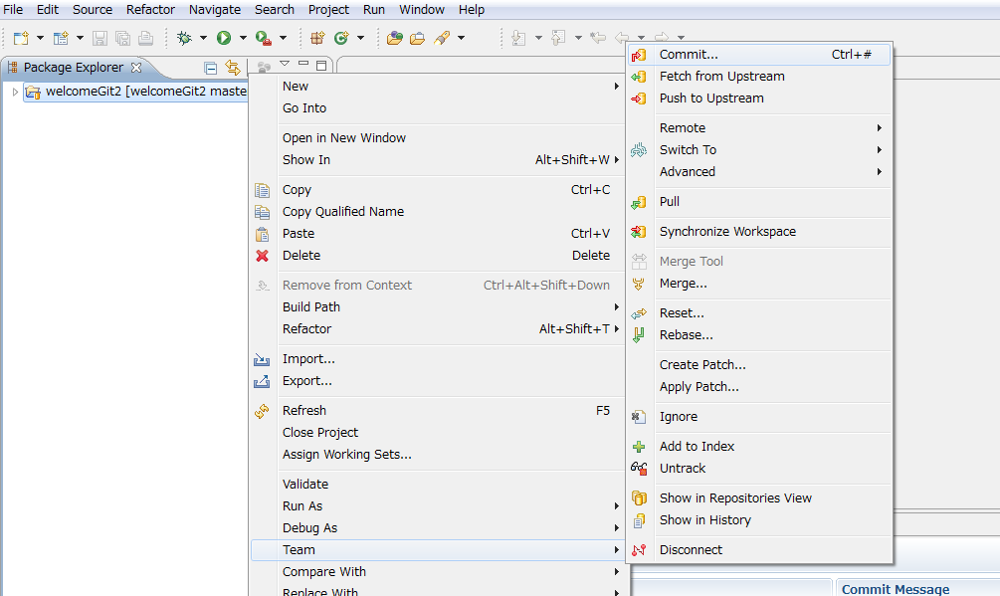 File Edit Source Refactor Navigate Search Project Run Window Help
Package Explorer
welcomeGit2 [welcomeGit2 maste
New
Go Into
Open in New Window
Show In Alt+Shift+W
Copy Ctrl+C
Copy Qualified Name
Paste Ctrl+V
Delete Delete
Remove from Context Ctrl+Alt+Shift+Down
Build Path
Refactor Alt+Shift+T
Import...
Export...
Refresh F5
Close Project
Assign Working Sets...
Validate
Run As
Debug As
Team
Compare With
Replace With
Commit... Ctrl+#
Fetch from Upstream
Push to Upstream
Remote
Switch To
Advanced
Pull
Synchronize Workspace
Merge Tool
Merge...
Reset...
Rebase...
Create Patch...
Apply Patch...
Ignore
Add to Index
Untrack
Show in Repositories View
Show in History
Disconnect
Commit Message